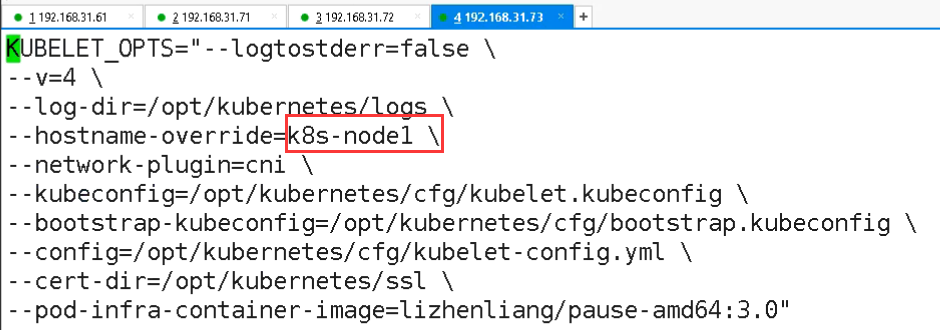 1 192.168.31.61 × 2 192.168.31.71 × 3 192.168.31.72 × 4 192.168.31.73 × +
KUBELET_OPTS="--logtostderr=false \
--v=4 \
--log-dir=/opt/kubernetes/logs \
--hostname-override=k8s-node1 \
--network-plugin=cni \
--kubeconfig=/opt/kubernetes/cfg/kubelet.kubeconfig \
--bootstrap-kubeconfig=/opt/kubernetes/cfg/bootstrap.kubeconfig \
--config=/opt/kubernetes/cfg/kubelet-config.yml \
--cert-dir=/opt/kubernetes/ssl \
--pod-infra-container-image=lizhenliang/pause-amd64:3.0"